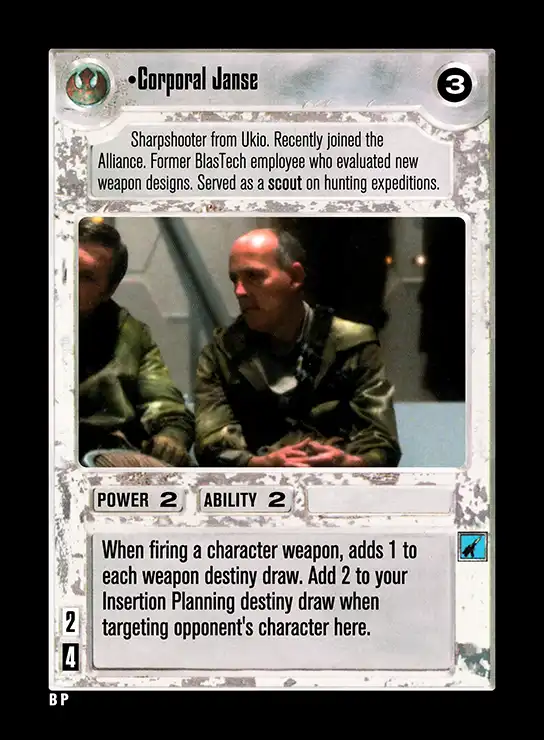 •Corporal Janse
3
Sharpshooter from Ukio. Recently joined the
Alliance. Former BlasTech employee who evaluated new
weapon designs. Served as a scout on hunting expeditions.
POWER 2 ABILITY 2
When firing a character weapon, adds 1 to
each weapon destiny draw. Add 2 to your
Insertion Planning destiny draw when
targeting opponent's character here.
2
4
B P